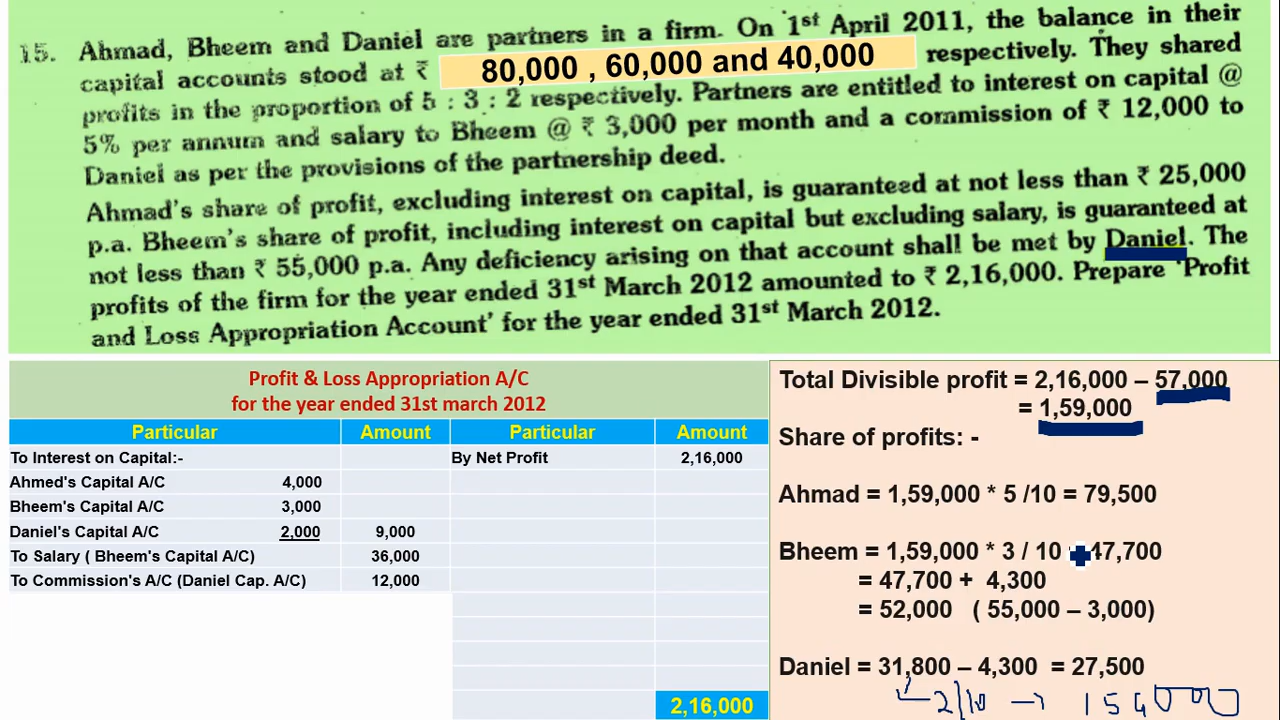 15. Ahmad, Bheem and Daniel are partners in a firm. On 1st April 2011, the balance in their
capital accounts stood at ₹ 80,000 , 60,000 and 40,000 respectively. They shared
profits in the proportion of 5 : 3 : 2 respectively. Partners are entitled to interest on capital @
5% per annum and salary to Bheem @ ₹ 3,000 per month and a commission of ₹ 12,000 to
Daniel as per the provisions of the partnership deed.
Ahmad's share of profit, excluding interest on capital, is guaranteed at not less than ₹ 25,000
p.a. Bheem's share of profit, including interest on capital but excluding salary, is guaranteed at
not less than ₹ 55,000 p.a. Any deficiency arising on that account shall be met by Daniel. The
profits of the firm for the year ended 31st March 2012 amounted to ₹ 2,16,000. Prepare 'Profit
and Loss Appropriation Account' for the year ended 31st March 2012.
Profit & Loss Appropriation A/C
for the year ended 31st march 2012
Particular Amount Particular Amount
To Interest on Capital:- By Net Profit 2,16,000
Ahmed's Capital A/C 4,000
Bheem's Capital A/C 3,000
Daniel's Capital A/C 2,000 9,000
To Salary ( Bheem's Capital A/C) 36,000
To Commission's A/C (Daniel Cap. A/C) 12,000
2,16,000
Total Divisible profit = 2,16,000 – 57,000
= 1,59,000
Share of profits: -
Ahmad = 1,59,000 * 5 /10 = 79,500
Bheem = 1,59,000 * 3 / 10 47,700
= 47,700 + 4,300
= 52,000 ( 55,000 – 3,000)
Daniel = 31,800 – 4,300 = 27,500
2/10